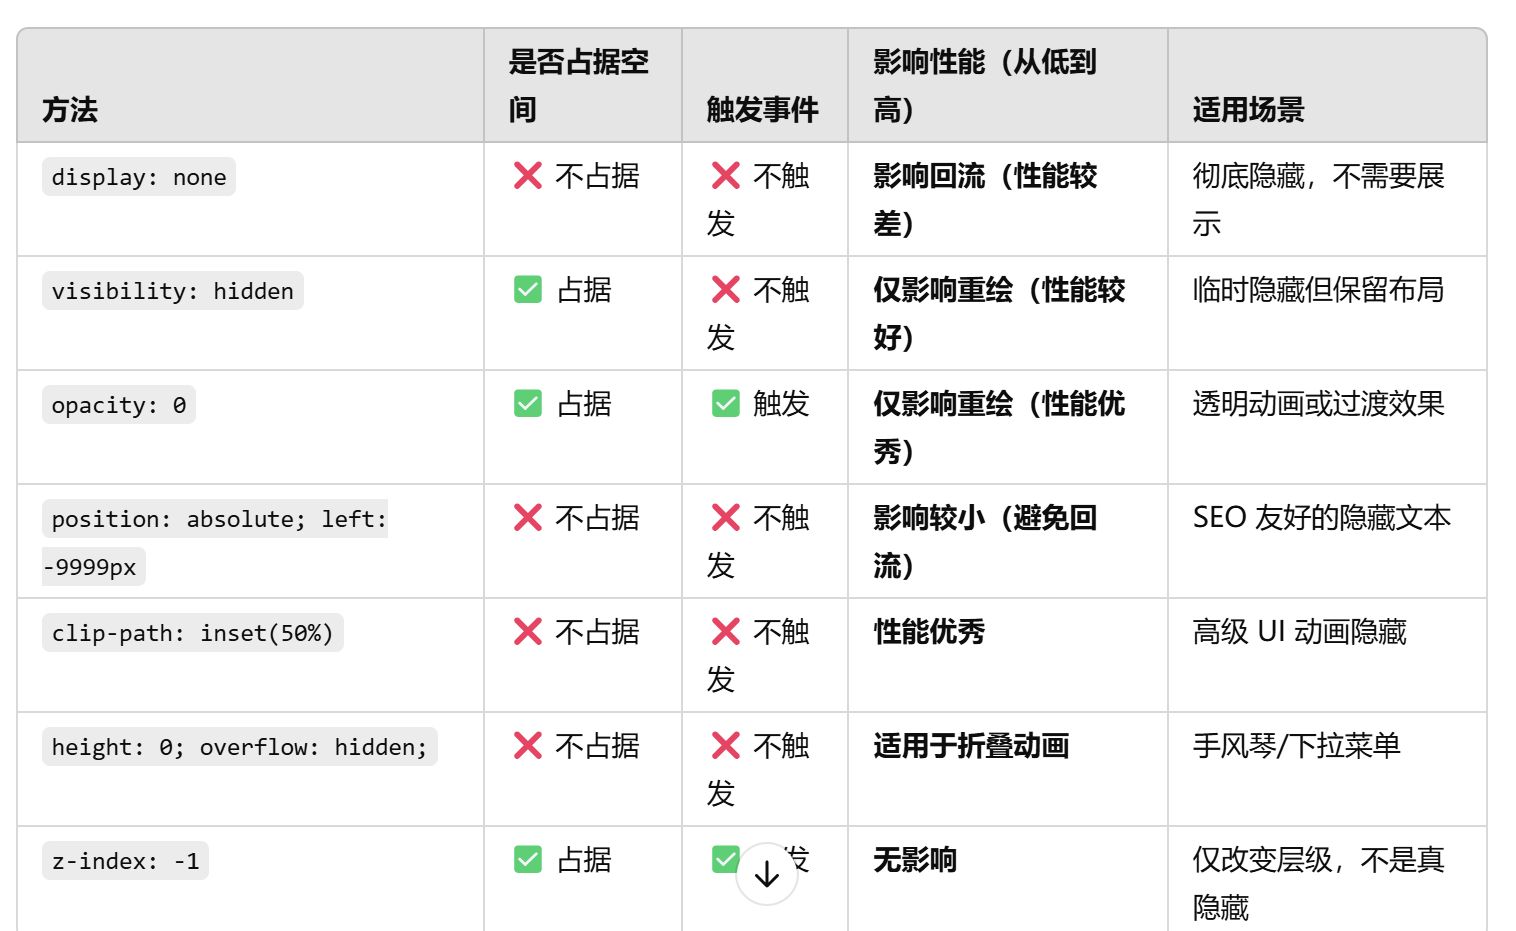 方法
是否占据空
间
触发事件
影响性能（从低到
高）
适用场景
display: none
❌ 不占据
❌ 不触
发
影响回流（性能较
差）
彻底隐藏，不需要展
示
visibility: hidden
✅ 占据
❌ 不触
发
仅影响重绘（性能较
好）
临时隐藏但保留布局
opacity: 0
✅ 占据
✅ 触发
仅影响重绘（性能优
秀）
透明动画或过渡效果
position: absolute; left:
-9999px
❌ 不占据
❌ 不触
发
影响较小（避免回
流）
SEO 友好的隐藏文本
clip-path: inset(50%)
❌ 不占据
❌ 不触
发
性能优秀
高级 UI 动画隐藏
height: 0; overflow: hidden;
❌ 不占据
❌ 不触
发
适用于折叠动画
手风琴/下拉菜单
z-index: -1
✅ 占据
✅ 发
无影响
仅改变层级，不是真
隐藏